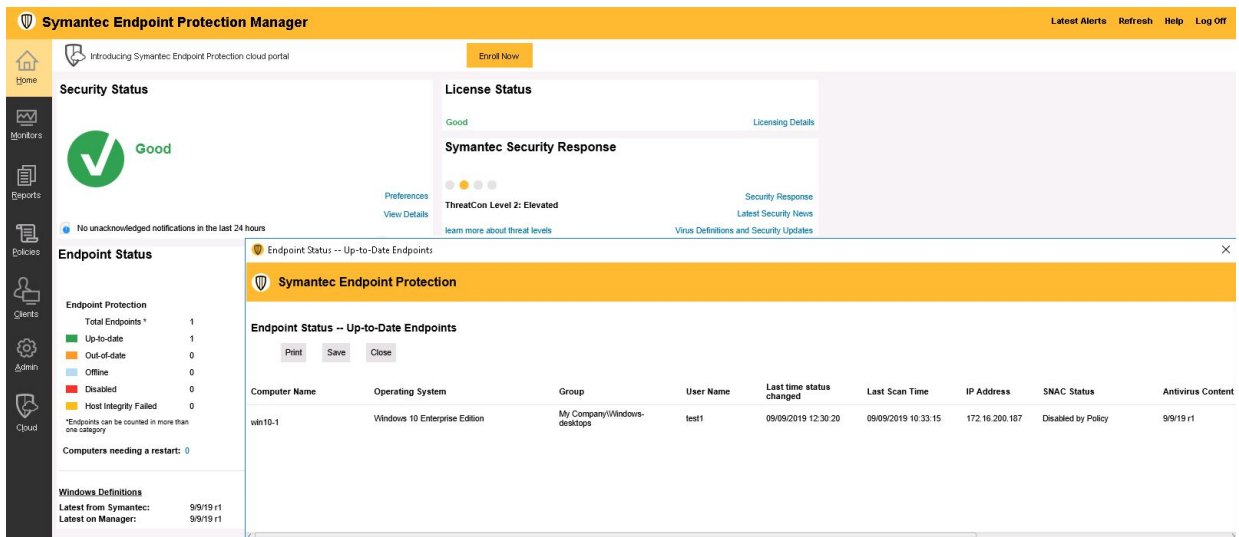 Symantec Endpoint Protection Manager
Latest Alerts Refresh Help Log Off
Introducing Symantec Endpoint Protection cloud portal
Enroll Now
Home
Monitors
Reports
Policies
Clients
Admin
Cloud
Security Status
Good
Preferences
View Details
No unacknowledged notifications in the last 24 hours
License Status
Good
Licensing Details
Symantec Security Response
ThreatCon Level 2: Elevated
Security Response
Latest Security News
learn more about threat levels
Virus Definitions and Security Updates
Endpoint Status
Endpoint Protection
Total Endpoints * 1
Up-to-date 1
Out-of-date 0
Offline 0
Disabled 0
Host Integrity Failed 0
*Endpoints can be counted in more than
one category
Computers needing a restart: 0
Windows Definitions
Latest from Symantec: 9/9/19 r1
Latest on Manager: 9/9/19 r1
Endpoint Status -- Up-to-Date Endpoints
Symantec Endpoint Protection
Endpoint Status -- Up-to-Date Endpoints
Print Save Close
Computer Name Operating System Group User Name Last time status changed Last Scan Time IP Address SNAC Status Antivirus Content
win10-1 Windows 10 Enterprise Edition My Company\Windows-desktops test1 09/09/2019 12:30:20 09/09/2019 10:33:15 172.16.200.187 Disabled by Policy 9/9/19 r1